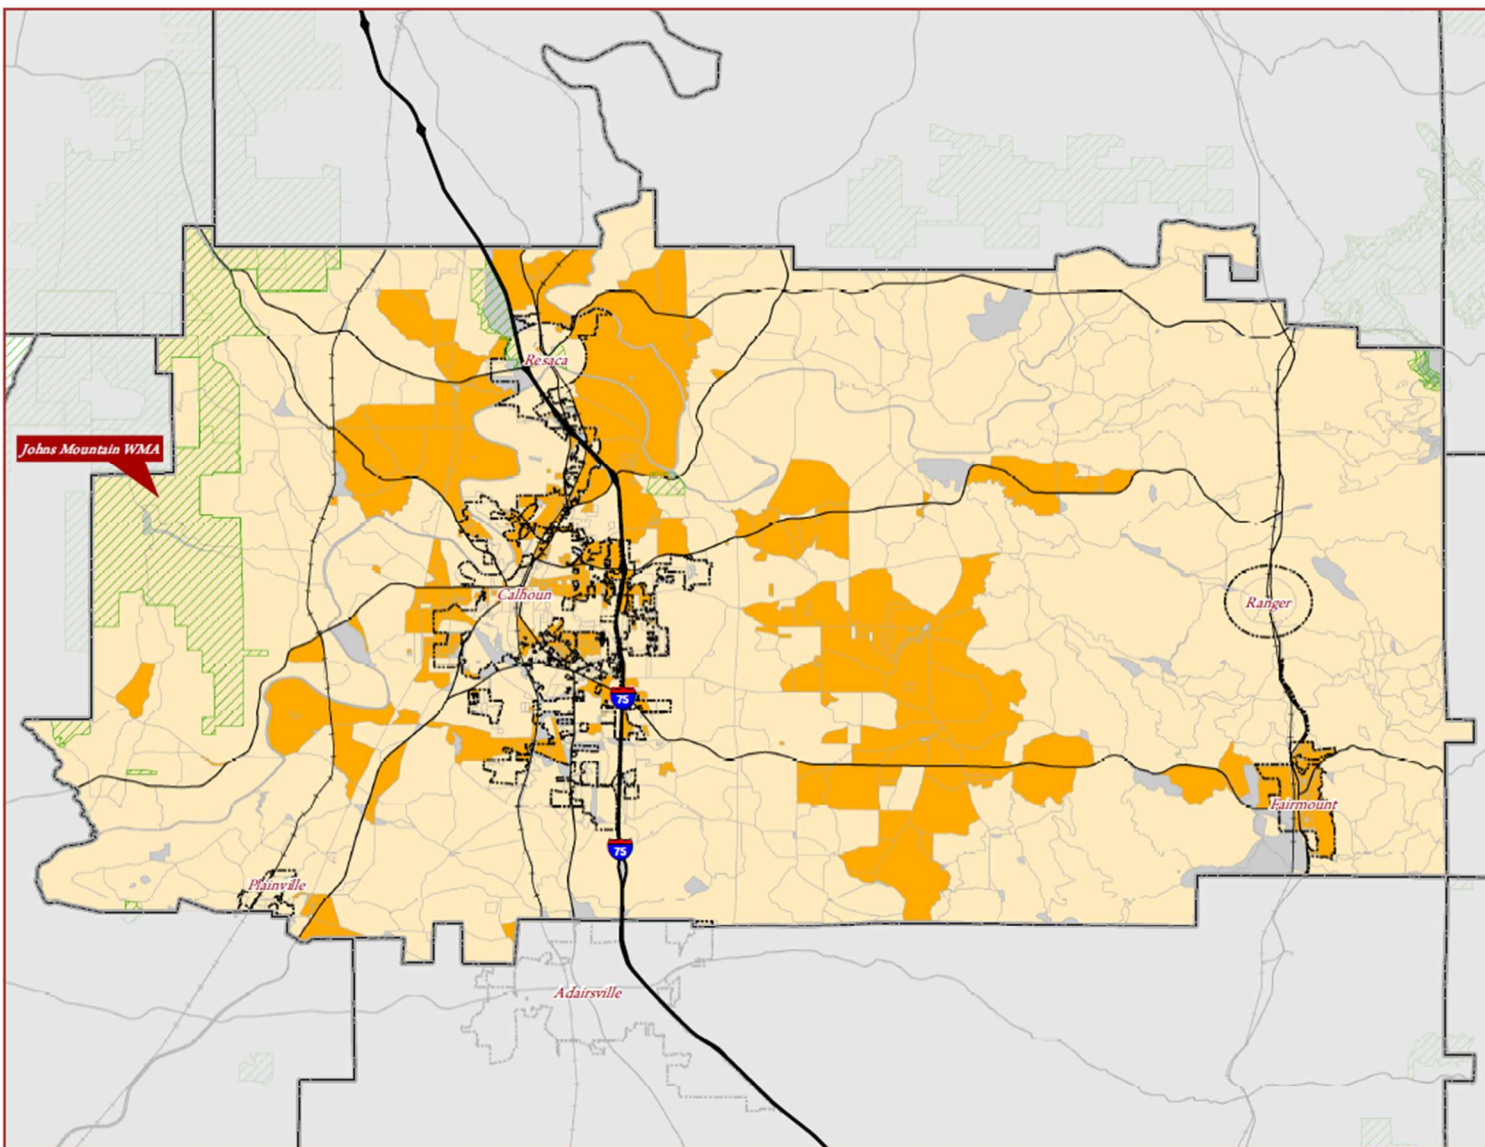 Resaca
Johns Mountain WMA
Calhoun
Ranger
75
Fairmount
75
Plainville
Adairsville